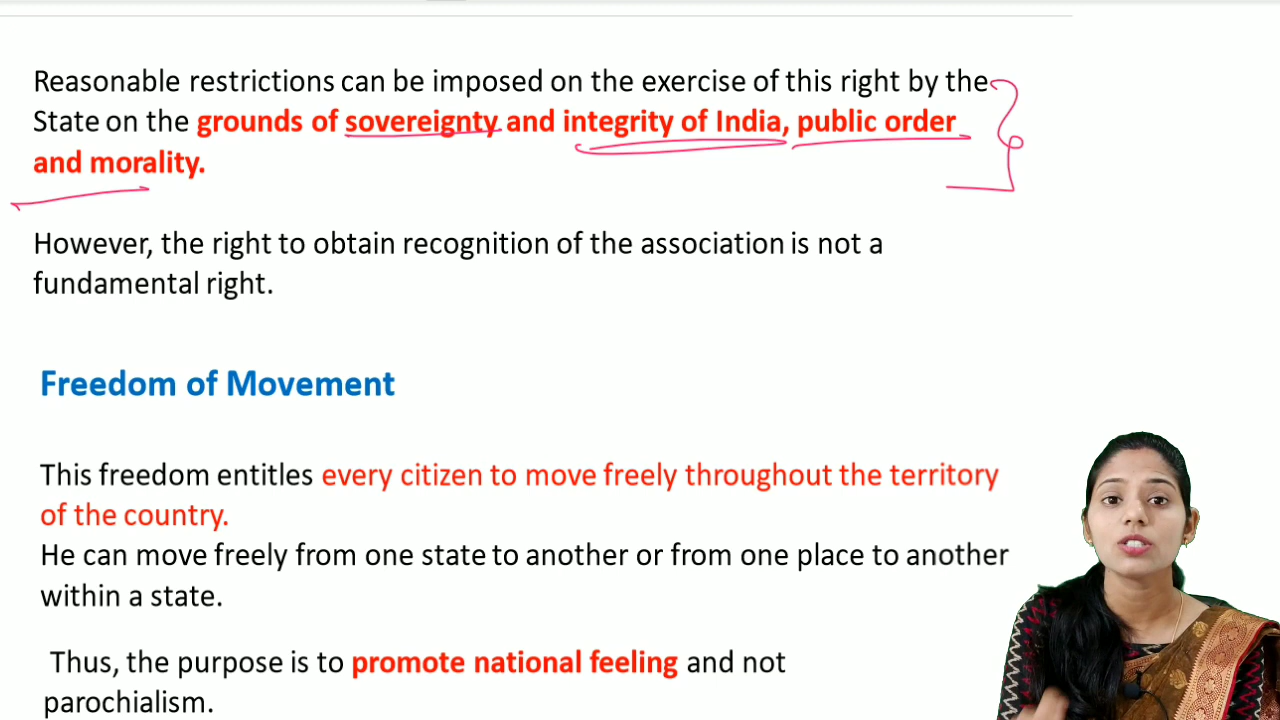 Reasonable restrictions can be imposed on the exercise of this right by the
State on the grounds of sovereignty and integrity of India, public order
and morality.
However, the right to obtain recognition of the association is not a
fundamental right.
Freedom of Movement
This freedom entitles every citizen to move freely throughout the territory
of the country.
He can move freely from one state to another or from one place to another
within a state.
Thus, the purpose is to promote national feeling and not
parochialism.